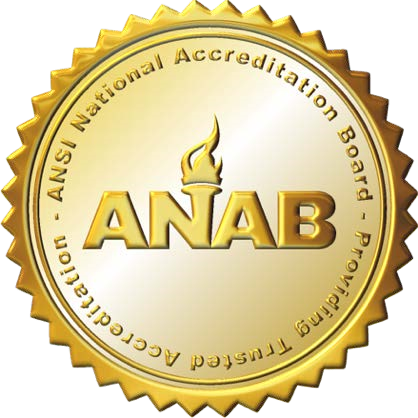 - ANSI National Accreditation Board - Providing Trusted Accreditation
ANAB